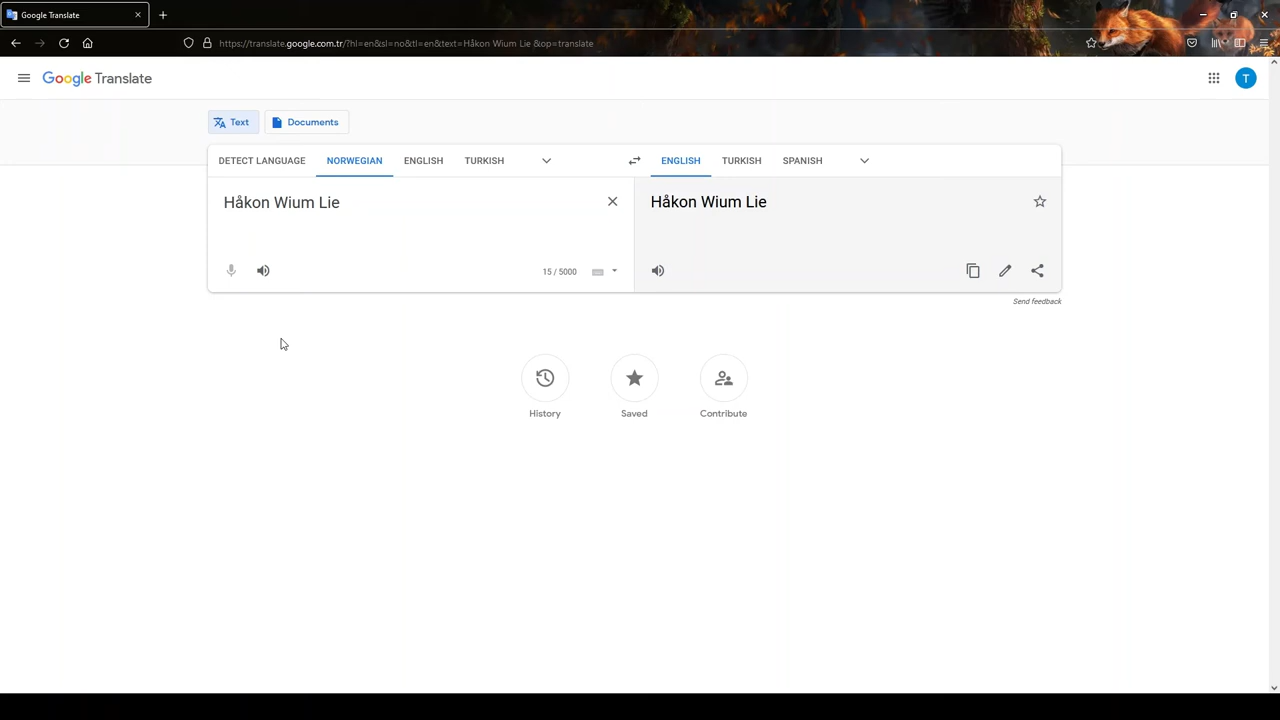 Google Translate
https://translate.google.com.tr/?hl=en&sl=no&tl=en&text=Håkon Wium Lie &op=translate
Google Translate
T
Text
Documents
DETECT LANGUAGE NORWEGIAN ENGLISH TURKISH
ENGLISH TURKISH SPANISH
Håkon Wium Lie
Håkon Wium Lie
15 / 5000
Send feedback
History
Saved
Contribute